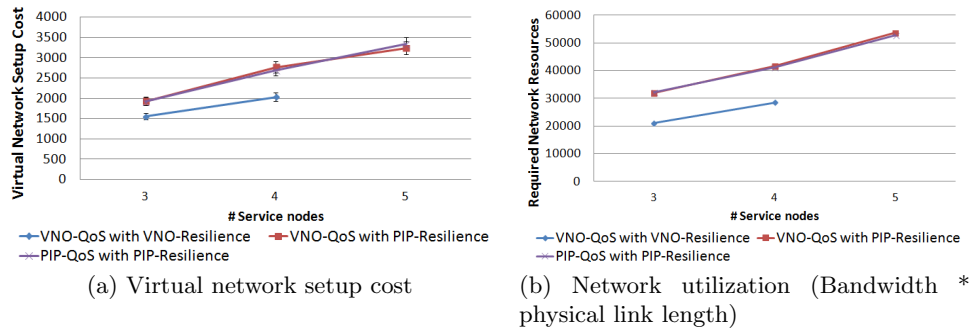 Virtual Network Setup Cost
4000
3500
3000
2500
2000
1500
1000
500
0
3 4 5
# Service nodes
VNO-QoS with VNO-Resilience VNO-QoS with PIP-Resilience
PIP-QoS with PIP-Resilience
(a) Virtual network setup cost
Required Network Resources
60000
50000
40000
30000
20000
10000
0
3 4 5
# Service nodes
VNO-QoS with VNO-Resilience VNO-QoS with PIP-Resilience
PIP-QoS with PIP-Resilience
(b) Network utilization (Bandwidth *
physical link length)